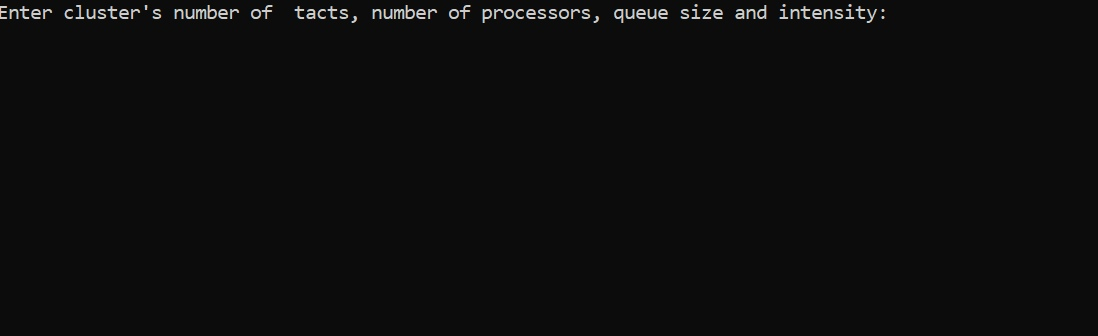 Enter cluster's number of  tacts, number of processors, queue size and intensity: